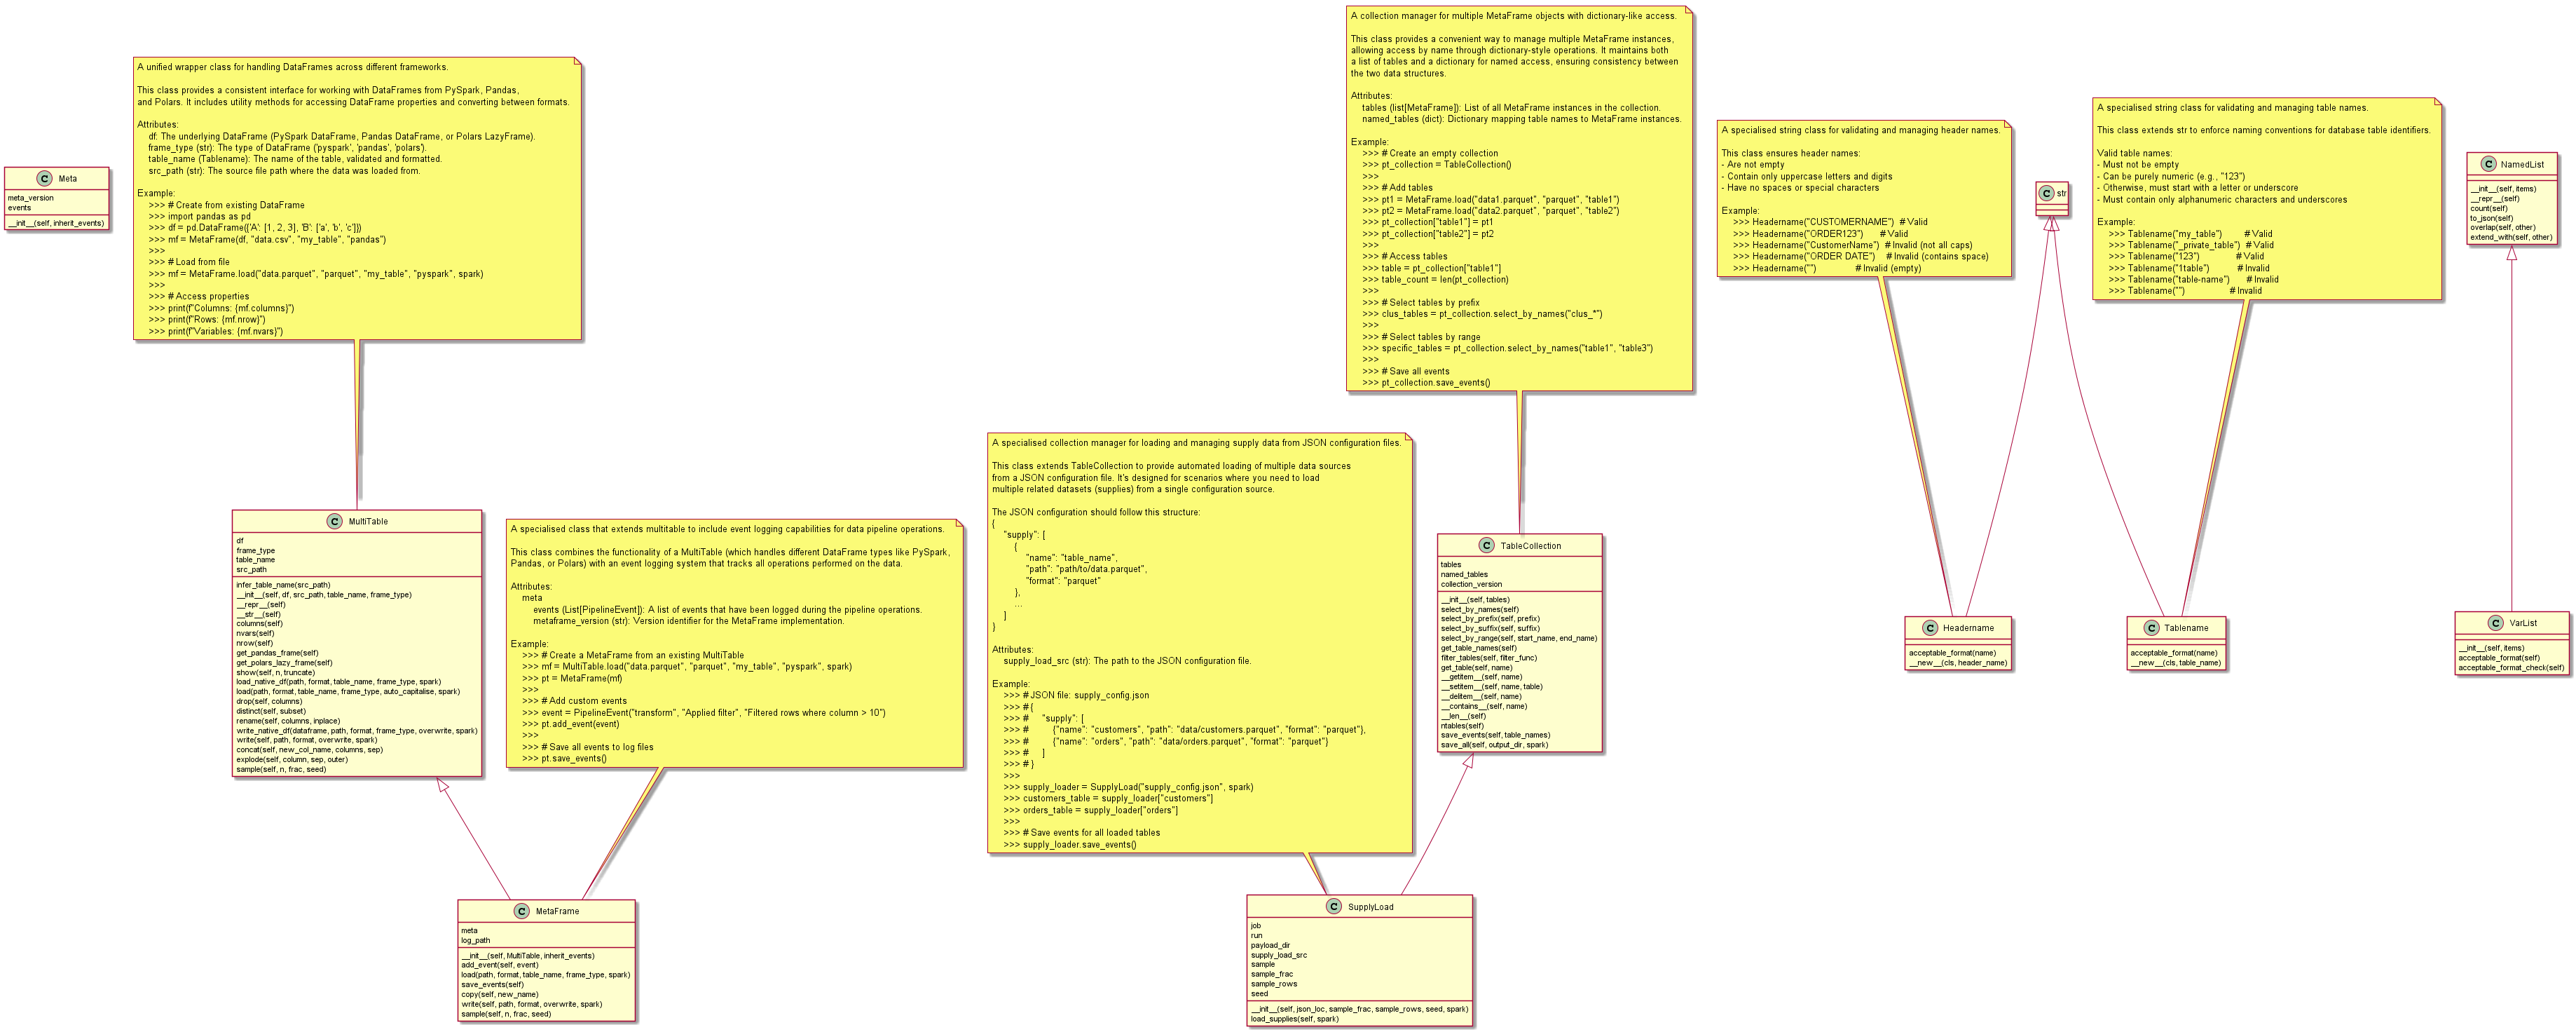 C Meta
meta_version
events
__init__(self, inherit_events)
A unified wrapper class for handling DataFrames across different frameworks.
This class provides a consistent interface for working with DataFrames from PySpark, Pandas,
and Polars. It includes utility methods for accessing DataFrame properties and converting between formats.
Attributes:
df: The underlying DataFrame (PySpark DataFrame, Pandas DataFrame, or Polars LazyFrame).
frame_type (str): The type of DataFrame ('pyspark', 'pandas', 'polars').
table_name (Tablename): The name of the table, validated and formatted.
src_path (str): The source file path where the data was loaded from.
Example:
>>> # Create from existing DataFrame
>>> import pandas as pd
>>> df = pd.DataFrame({'A': [1, 2, 3], 'B': ['a', 'b', 'c']})
>>> mf = MetaFrame(df, "data.csv", "my_table", "pandas")
>>>
>>> # Load from file
>>> mf = MetaFrame.load("data.parquet", "parquet", "my_table", "pyspark", spark)
>>>
>>> # Access properties
>>> print(f"Columns: {mf.columns}")
>>> print(f"Rows: {mf.nrow}")
>>> print(f"Variables: {mf.nvars}")
C MultiTable
df
frame_type
table_name
src_path
infer_table_name(src_path)
__init__(self, df, src_path, table_name, frame_type)
__repr__(self)
__str__(self)
columns(self)
nvars(self)
nrow(self)
get_pandas_frame(self)
get_polars_lazy_frame(self)
show(self, n, truncate)
load_native_df(path, format, table_name, frame_type, spark)
load(path, format, table_name, frame_type, auto_capitalise, spark)
drop(self, columns)
distinct(self, subset)
rename(self, columns, inplace)
write_native_df(dataframe, path, format, frame_type, overwrite, spark)
write(self, path, format, overwrite, spark)
concat(self, new_col_name, columns, sep)
explode(self, column, sep, outer)
sample(self, n, frac, seed)
A specialised class that extends multitable to include event logging capabilities for data pipeline operations.
This class combines the functionality of a MultiTable (which handles different DataFrame types like PySpark,
Pandas, or Polars) with an event logging system that tracks all operations performed on the data.
Attributes:
meta
events (List[PipelineEvent]): A list of events that have been logged during the pipeline operations.
metaframe_version (str): Version identifier for the MetaFrame implementation.
Example:
>>> # Create a MetaFrame from an existing MultiTable
>>> mf = MultiTable.load("data.parquet", "parquet", "my_table", "pyspark", spark)
>>> pt = MetaFrame(mf)
>>>
>>> # Add custom events
>>> event = PipelineEvent("transform", "Applied filter", "Filtered rows where column > 10")
>>> pt.add_event(event)
>>>
>>> # Save all events to log files
>>> pt.save_events()
C MetaFrame
meta
log_path
__init__(self, MultiTable, inherit_events)
add_event(self, event)
load(path, format, table_name, frame_type, spark)
save_events(self)
copy(self, new_name)
write(self, path, format, overwrite, spark)
sample(self, n, frac, seed)
A specialised collection manager for loading and managing supply data from JSON configuration files.
This class extends TableCollection to provide automated loading of multiple data sources
from a JSON configuration file. It's designed for scenarios where you need to load
multiple related datasets (supplies) from a single configuration source.
The JSON configuration should follow this structure:
{
"supply": [
{
"name": "table_name",
"path": "path/to/data.parquet",
"format": "parquet"
},
...
]
}
Attributes:
supply_load_src (str): The path to the JSON configuration file.
Example:
>>> # JSON file: supply_config.json
>>> # {
>>> # "supply": [
>>> # {"name": "customers", "path": "data/customers.parquet", "format": "parquet"},
>>> # {"name": "orders", "path": "data/orders.parquet", "format": "parquet"}
>>> # ]
>>> # }
>>>
>>> supply_loader = SupplyLoad("supply_config.json", spark)
>>> customers_table = supply_loader["customers"]
>>> orders_table = supply_loader["orders"]
>>>
>>> # Save events for all loaded tables
>>> supply_loader.save_events()
A collection manager for multiple MetaFrame objects with dictionary-like access.
This class provides a convenient way to manage multiple MetaFrame instances,
allowing access by name through dictionary-style operations. It maintains both
a list of tables and a dictionary for named access, ensuring consistency between
the two data structures.
Attributes:
tables (list[MetaFrame]): List of all MetaFrame instances in the collection.
named_tables (dict): Dictionary mapping table names to MetaFrame instances.
Example:
>>> # Create an empty collection
>>> pt_collection = TableCollection()
>>>
>>> # Add tables
>>> pt1 = MetaFrame.load("data1.parquet", "parquet", "table1")
>>> pt2 = MetaFrame.load("data2.parquet", "parquet", "table2")
>>> pt_collection["table1"] = pt1
>>> pt_collection["table2"] = pt2
>>>
>>> # Access tables
>>> table = pt_collection["table1"]
>>> table_count = len(pt_collection)
>>>
>>> # Select tables by prefix
>>> clus_tables = pt_collection.select_by_names("clus_*")
>>>
>>> # Select tables by range
>>> specific_tables = pt_collection.select_by_names("table1", "table3")
>>>
>>> # Save all events
>>> pt_collection.save_events()
C TableCollection
tables
named_tables
collection_version
__init__(self, tables)
select_by_names(self)
select_by_prefix(self, prefix)
select_by_suffix(self, suffix)
select_by_range(self, start_name, end_name)
get_table_names(self)
filter_tables(self, filter_func)
get_table(self, name)
__getitem__(self, name)
__setitem__(self, name, table)
__delitem__(self, name)
__contains__(self, name)
__len__(self)
ntables(self)
save_events(self, table_names)
save_all(self, output_dir, spark)
C SupplyLoad
job
run
payload_dir
supply_load_src
sample
sample_frac
sample_rows
seed
__init__(self, json_loc, sample_frac, sample_rows, seed, spark)
load_supplies(self, spark)
A specialised string class for validating and managing header names.
This class ensures header names:
- Are not empty
- Contain only uppercase letters and digits
- Have no spaces or special characters
Example:
>>> Headername("CUSTOMERNAME") # Valid
>>> Headername("ORDER123") # Valid
>>> Headername("CustomerName") # Invalid (not all caps)
>>> Headername("ORDER DATE") # Invalid (contains space)
>>> Headername("") # Invalid (empty)
C str
A specialised string class for validating and managing table names.
This class extends str to enforce naming conventions for database table identifiers.
Valid table names:
- Must not be empty
- Can be purely numeric (e.g., "123")
- Otherwise, must start with a letter or underscore
- Must contain only alphanumeric characters and underscores
Example:
>>> Tablename("my_table") # Valid
>>> Tablename("_private_table") # Valid
>>> Tablename("123") # Valid
>>> Tablename("1table") # Invalid
>>> Tablename("table-name") # Invalid
>>> Tablename("") # Invalid
C Headername
acceptable_format(name)
__new__(cls, header_name)
C Tablename
acceptable_format(name)
__new__(cls, table_name)
C NamedList
__init__(self, items)
__repr__(self)
count(self)
to_json(self)
overlap(self, other)
extend_with(self, other)
C VarList
__init__(self, items)
acceptable_format(self)
acceptable_format_check(self)